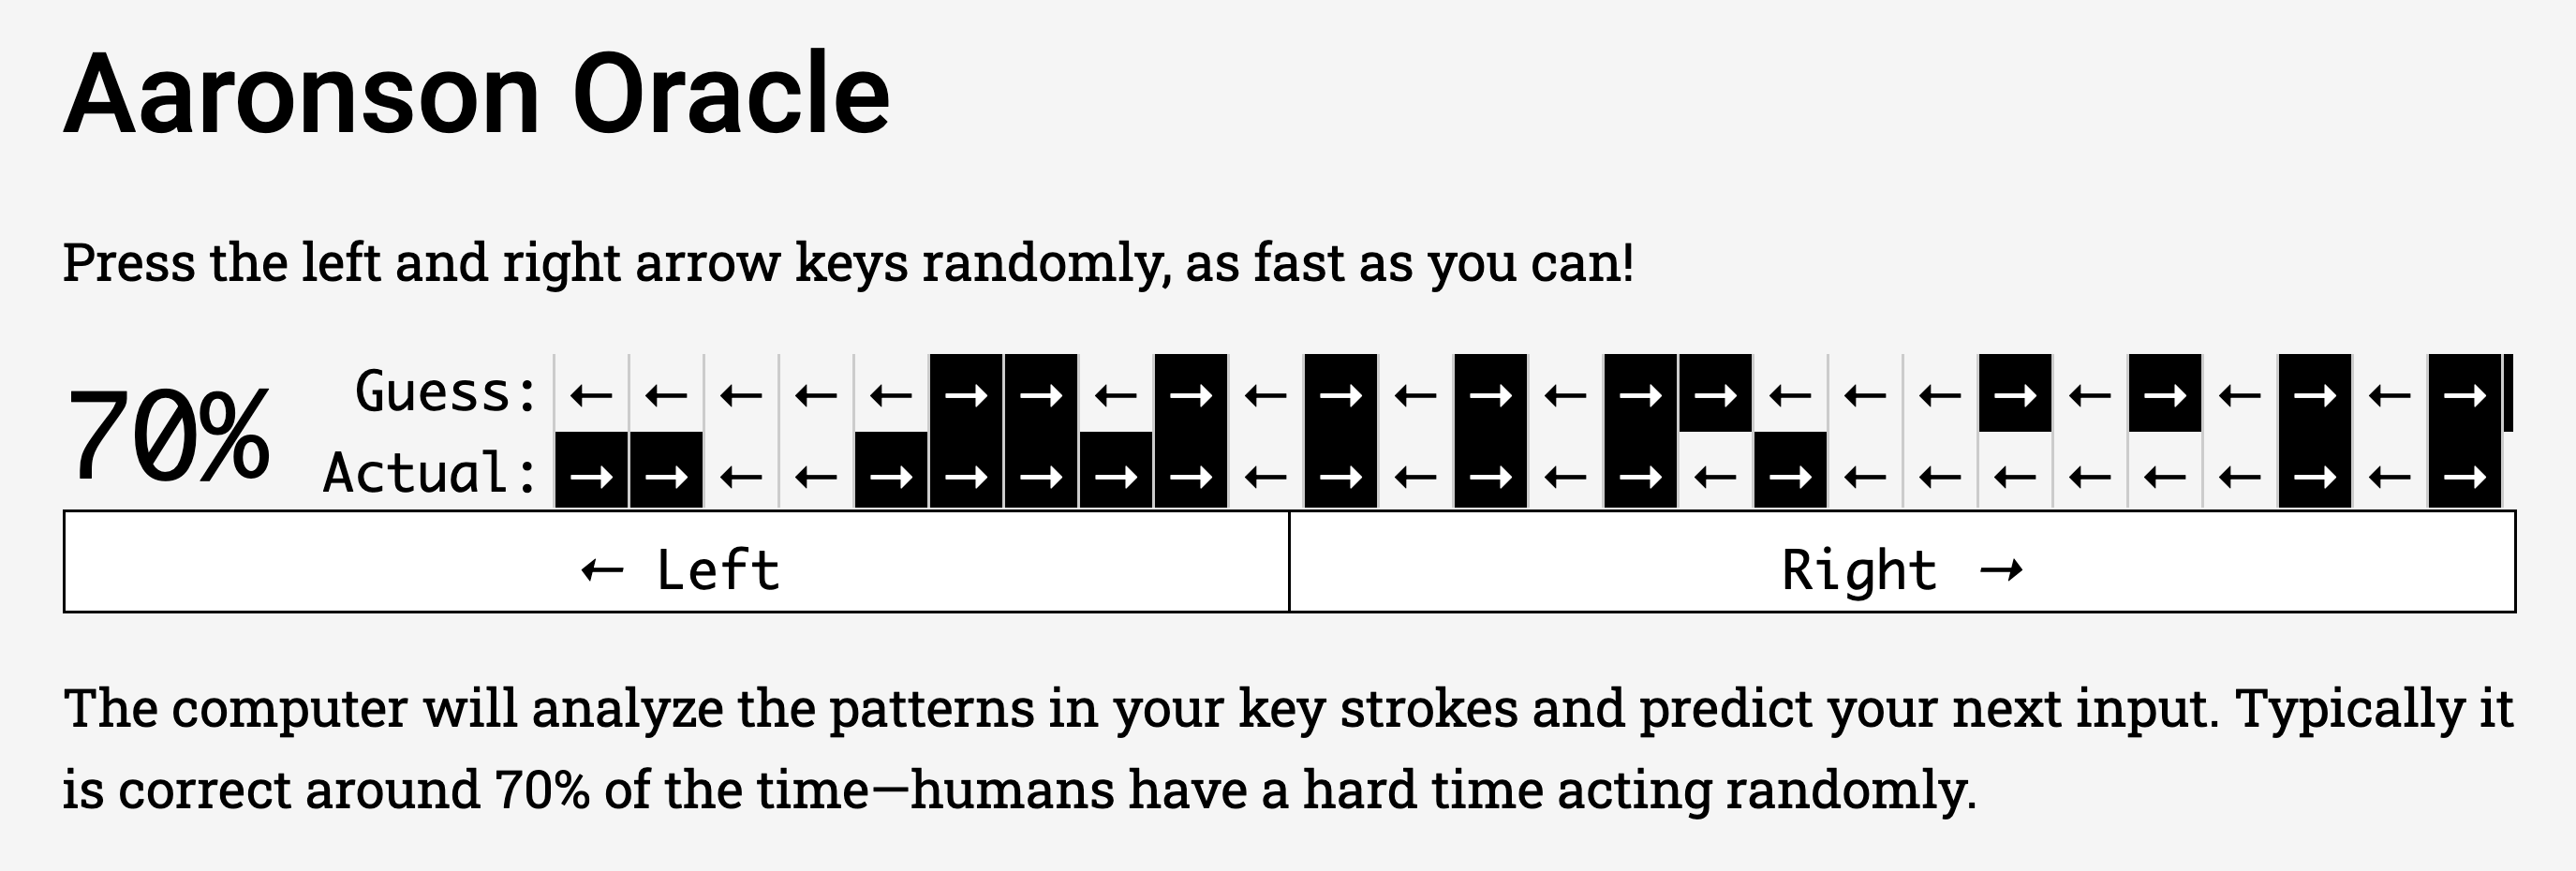 Aaronson Oracle
Press the left and right arrow keys randomly, as fast as you can!
70%
Guess: ← ← ← ← ← → → ← → ← → ← → ← → → ← ← ← → ← → ← → ← →
Actual: → → ← ← → → → → → ← → ← → ← → ← → ← ← ← ← ← ← → ← →
← Left
Right →
The computer will analyze the patterns in your key strokes and predict your next input. Typically it
is correct around 70% of the time—humans have a hard time acting randomly.